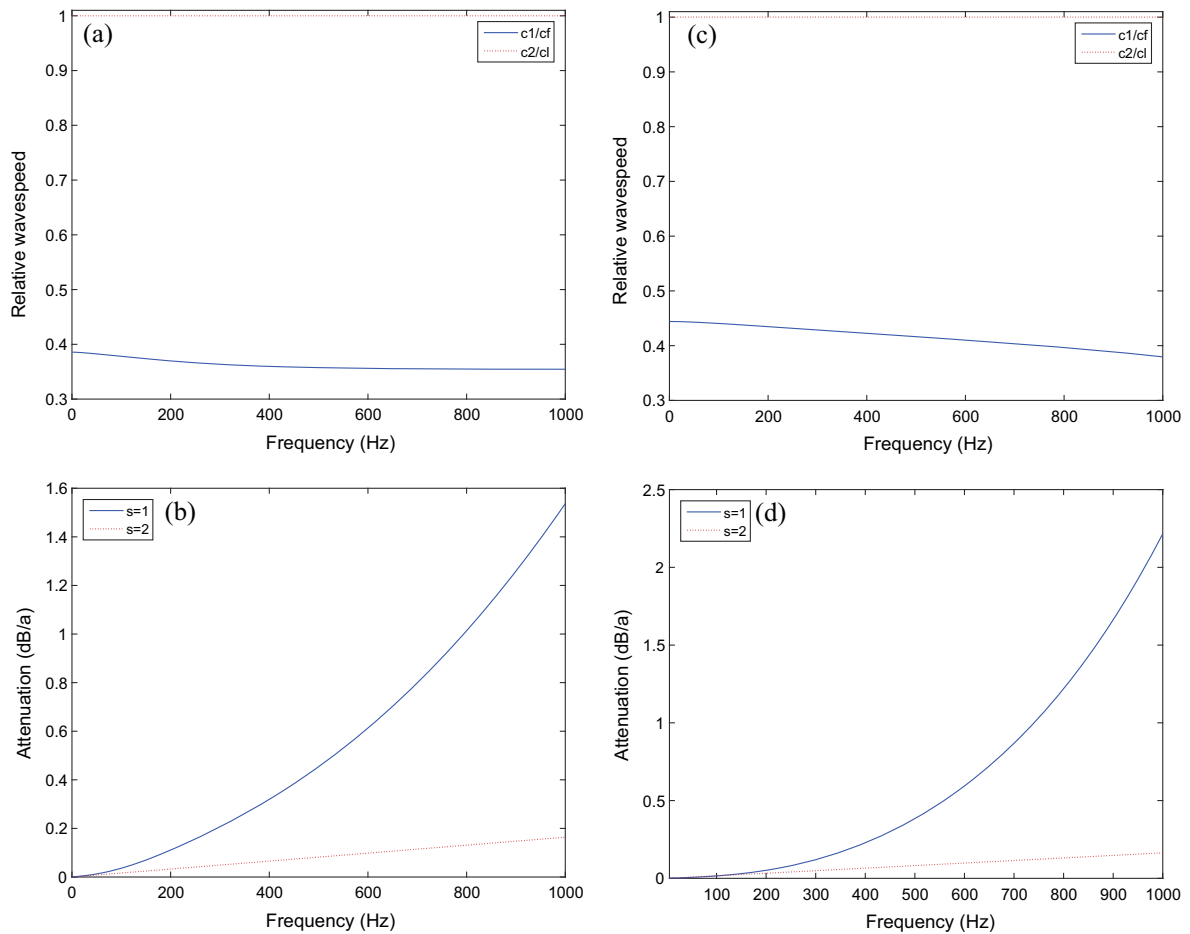 (a)
c1/cf
c2/cl
1
0.9
0.8
0.7
0.6
0.5
0.4
0.3
Relative wavespeed
0 200 400 600 800 1000
Frequency (Hz)
(c)
c1/cf
c2/cl
1
0.9
0.8
0.7
0.6
0.5
0.4
0.3
Relative wavespeed
0 200 400 600 800 1000
Frequency (Hz)
(b)
s=1
s=2
1.6
1.4
1.2
1
0.8
0.6
0.4
0.2
0
Attenuation (dB/a)
0 200 400 600 800 1000
Frequency (Hz)
(d)
s=1
s=2
2.5
2
1.5
1
0.5
0
Attenuation (dB/a)
100 200 300 400 500 600 700 800 900 1000
Frequency (Hz)